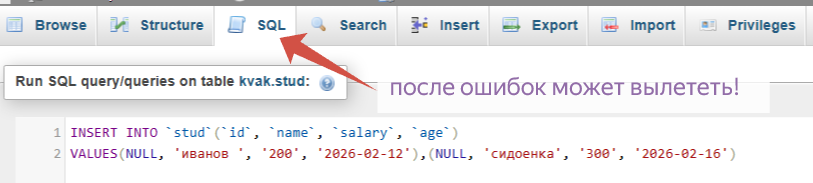 Browse Structure SQL Search Insert Export Import Privileges
Run SQL query/queries on table kvak.stud:
после ошибок может вылететь!
1 INSERT INTO `stud`(`id`, `name`, `salary`, `age`)
2 VALUES(NULL, 'иванов ', '200', '2026-02-12'),(NULL, 'сидоенка', '300', '2026-02-16')